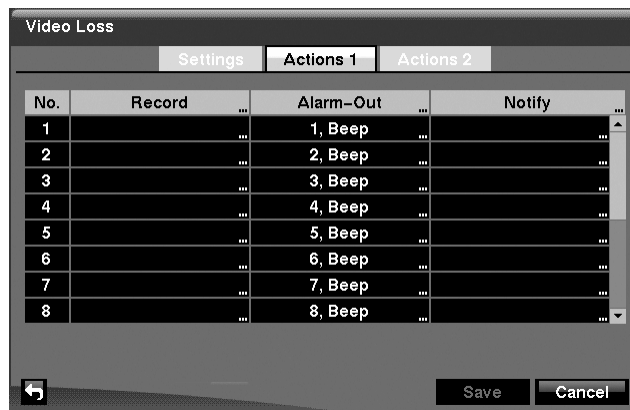 Video Loss
Settings Actions 1 Actions 2
No. Record ... Alarm-Out ... Notify ...
1 ... 1, Beep ... ...
2 ... 2, Beep ... ...
3 ... 3, Beep ... ...
4 ... 4, Beep ... ...
5 ... 5, Beep ... ...
6 ... 6, Beep ... ...
7 ... 7, Beep ... ...
8 ... 8, Beep ... ...
Save Cancel